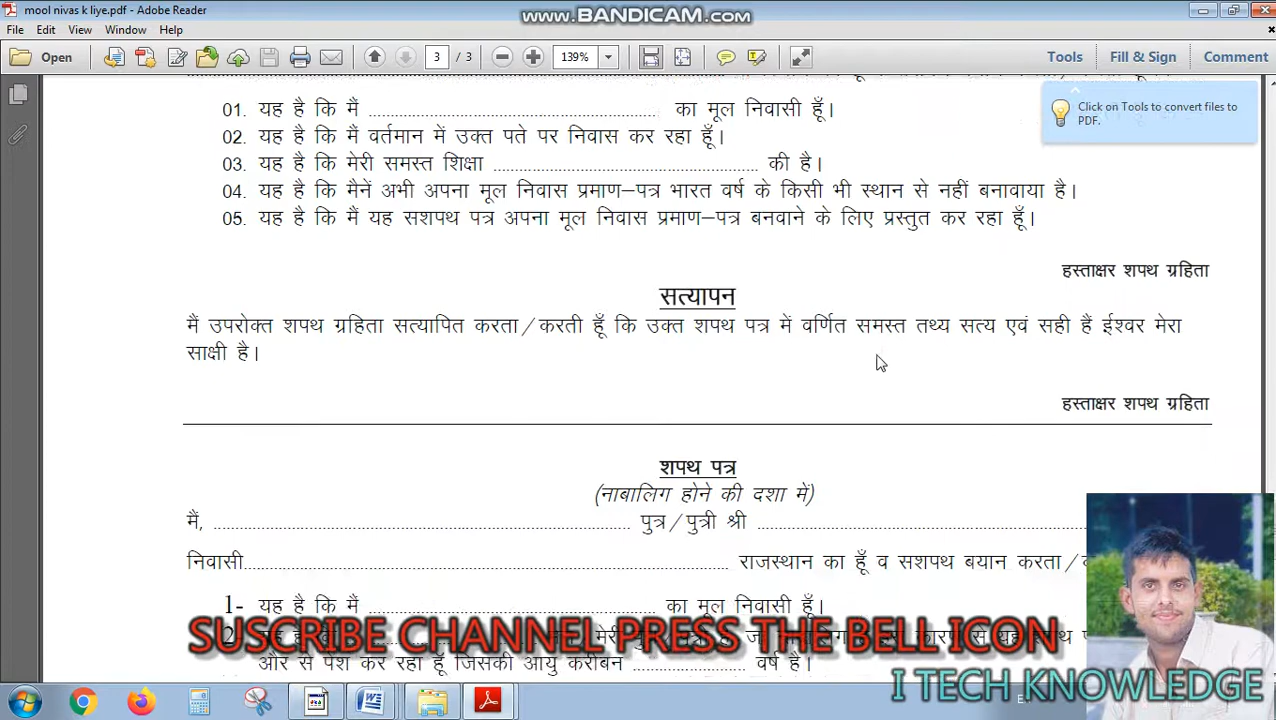 mool nivas k liye.pdf - Adobe Reader
www.BANDICAM.com
File Edit View Window Help
Open 3 / 3 139% Tools Fill & Sign Comment
Click on Tools to convert files to PDF.
01. यह है कि मैं ........................ का मूल निवासी हूँ।
02. यह है कि मैं वर्तमान में उक्त पते पर निवास कर रहा हूँ।
03. यह है कि मेरी समस्त शिक्षा ........................ की है।
04. यह है कि मैनें अभी अपना मूल निवास प्रमाण–पत्र भारत वर्ष के किसी भी स्थान से नहीं बनावाया है।
05. यह है कि मैं यह सशपथ पत्र अपना मूल निवास प्रमाण–पत्र बनवाने के लिए प्रस्तुत कर रहा हूँ।
हस्ताक्षर शपथ ग्रहिता
सत्यापन
मैं उपरोक्त शपथ ग्रहिता सत्यापित करता/करती हूँ कि उक्त शपथ पत्र में वर्णित समस्त तथ्य सत्य एवं सही हैं ईश्वर मेरा
साक्षी है।
हस्ताक्षर शपथ ग्रहिता
शपथ पत्र
(नाबालिग होने की दशा में)
मैं, ........................ पुत्र/पुत्री श्री ........................
निवासी........................ राजस्थान का हूँ व सशपथ बयान करता/
1- यह है कि मैं ........................ का मूल निवासी हूँ।
2
SUSCRIBE CHANNEL PRESS THE BELL ICON
और से पेश कर रहा हूँ जिसकी आयु करीबन ........................ वर्ष है।
I TECH KNOWLEDGE